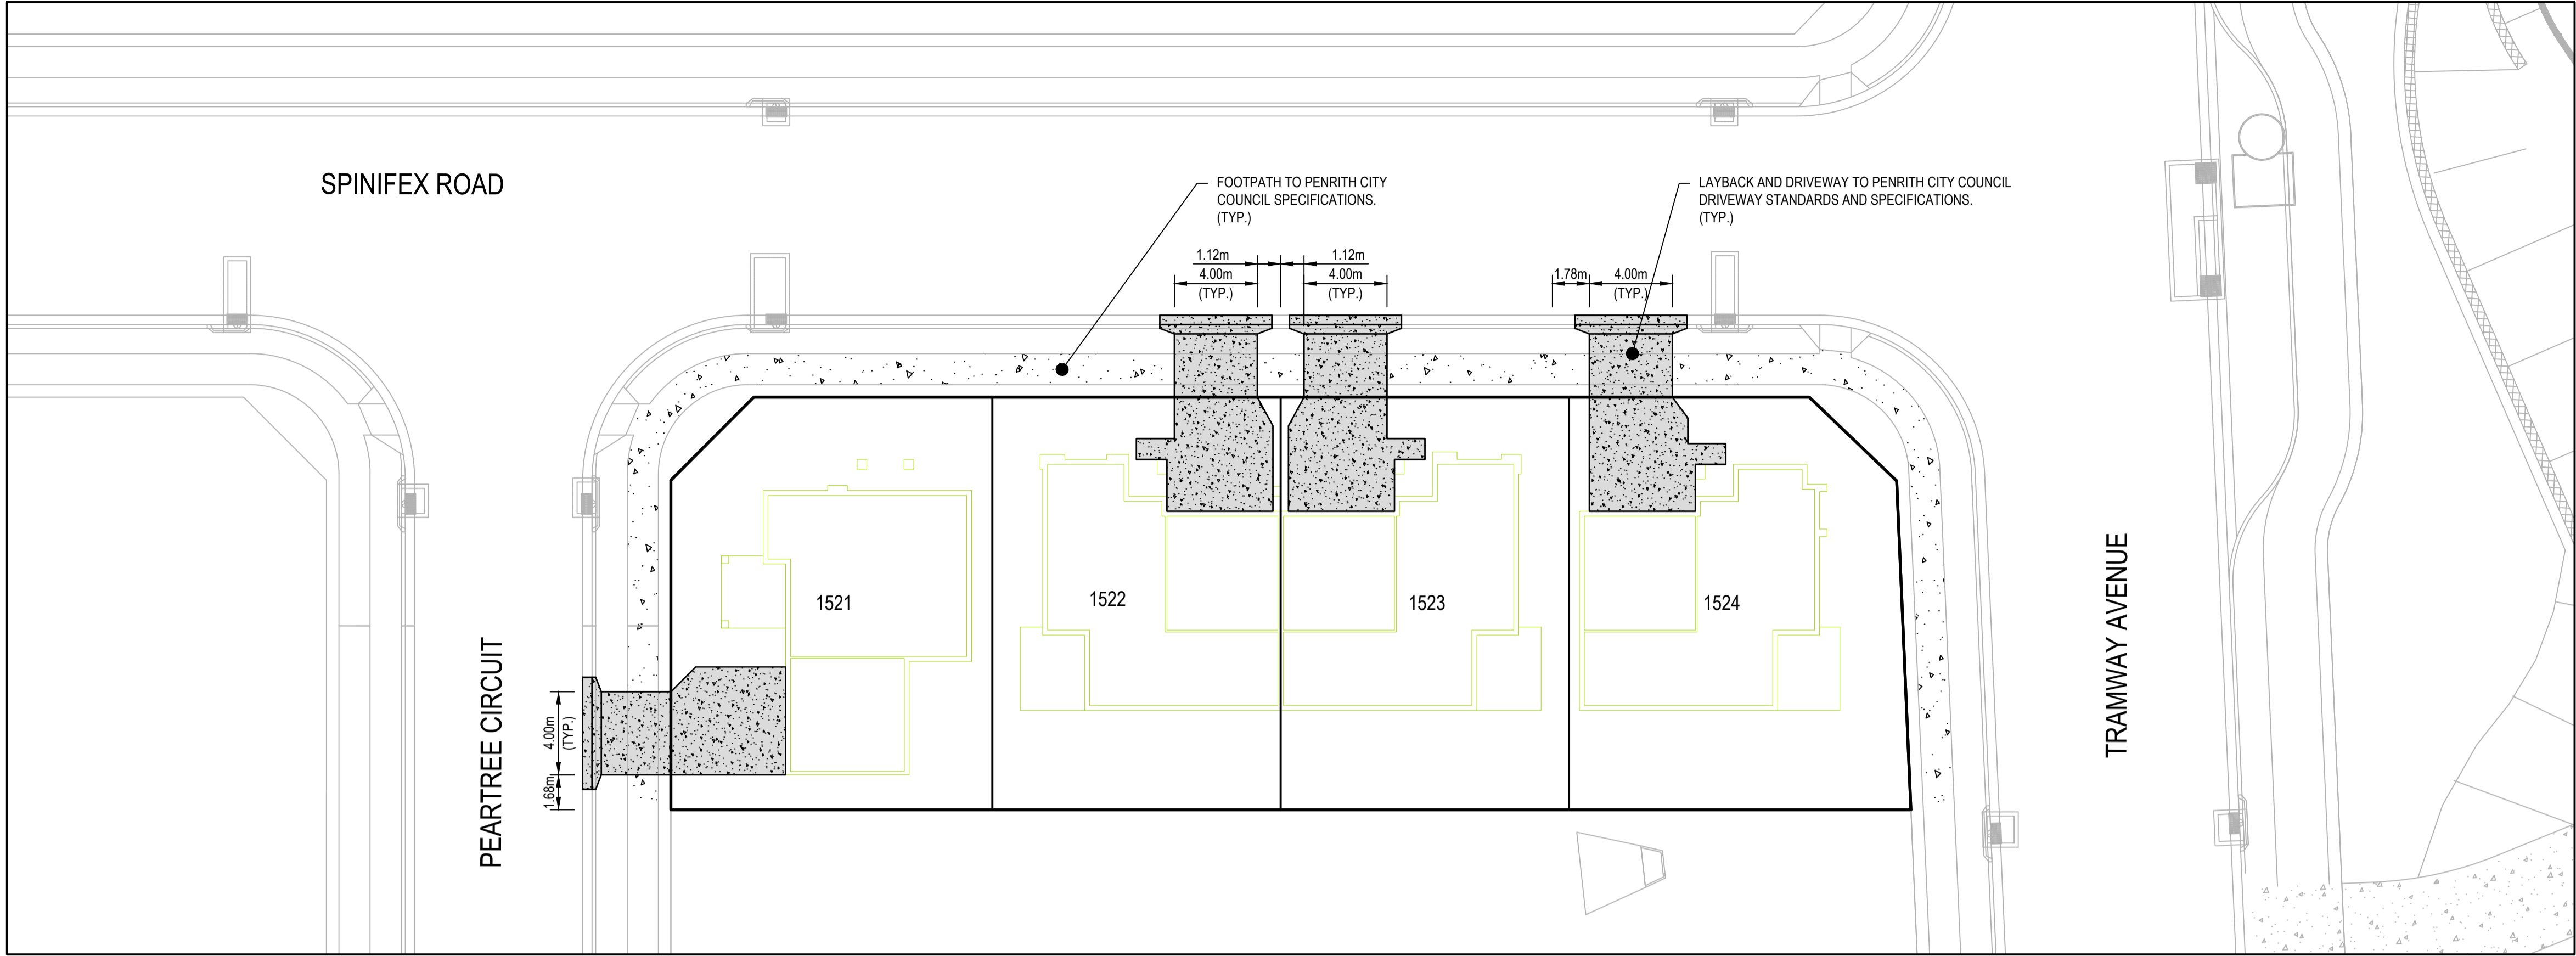 SPINIFEX ROAD
FOOTPATH TO PENRITH CITY
COUNCIL SPECIFICATIONS.
(TYP.)
LAYBACK AND DRIVEWAY TO PENRITH CITY COUNCIL
DRIVEWAY STANDARDS AND SPECIFICATIONS.
(TYP.)
1.12m
4.00m
(TYP.)
1.12m
4.00m
(TYP.)
1.78m
4.00m
(TYP.)
1521
1522
1523
1524
PEARTREE CIRCUIT
4.00m
(TYP.)
1.68m
TRAMWAY AVENUE